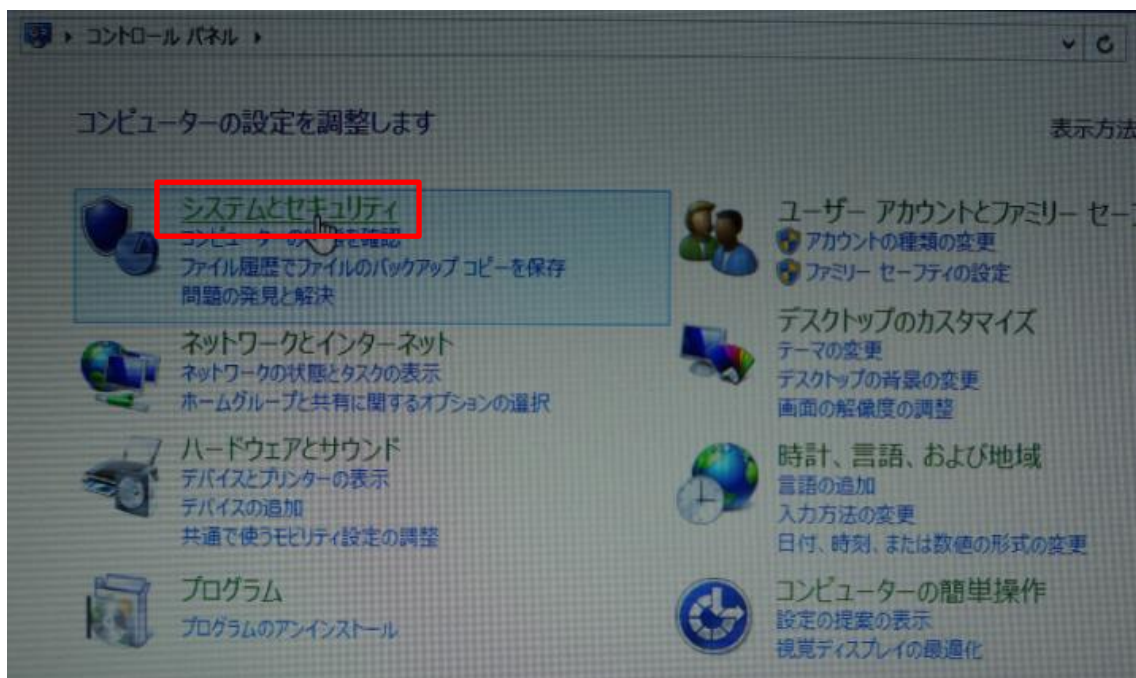 コントロール パネル
コンピューターの設定を調整します
表示方法
システムとセキュリティ
コンピューターの状態を確認
ファイル履歴でファイルのバックアップ コピーを保存
問題の発見と解決
ネットワークとインターネット
ネットワークの状態とタスクの表示
ホームグループと共有に関するオプションの選択
ハードウェアとサウンド
デバイスとプリンターの表示
デバイスの追加
共通で使うモビリティ設定の調整
プログラム
プログラムのアンインストール
ユーザー アカウントとファミリー セー
アカウントの種類の変更
ファミリー セーフティの設定
デスクトップのカスタマイズ
テーマの変更
デスクトップの背景の変更
画面の解像度の調整
時計、言語、および地域
言語の追加
入力方法の変更
日付、時刻、または数値の形式の変更
コンピューターの簡単操作
設定の提案の表示
視覚ディスプレイの最適化